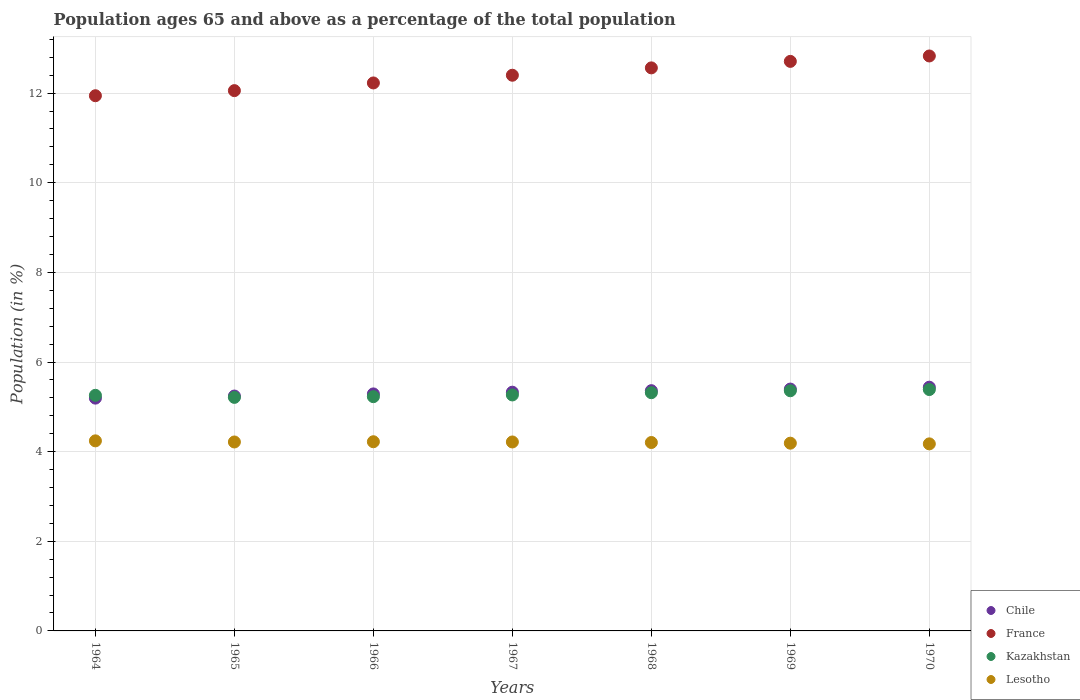 Population ages 65 and above as a percentage of the total population
Population (in %)
12
10
8
6
4
2
0
1964
1965
1966
1967
1968
1969
1970
Years
Chile
France
Kazakhstan
Lesotho